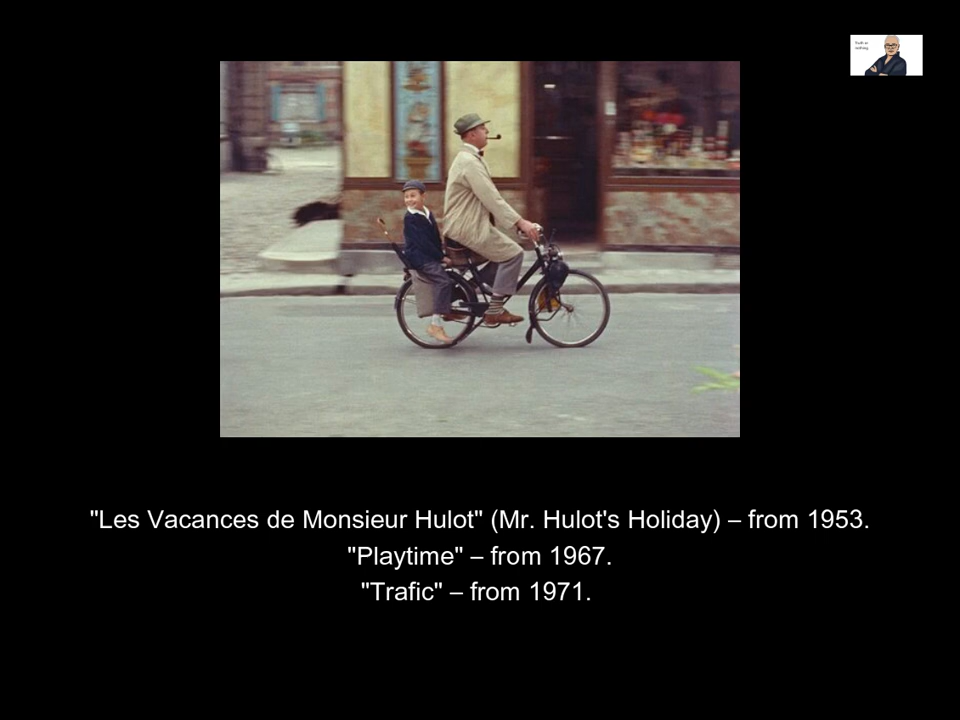 "Les Vacances de Monsieur Hulot" (Mr. Hulot's Holiday) – from 1953.
"Playtime" – from 1967.
"Trafic" – from 1971.